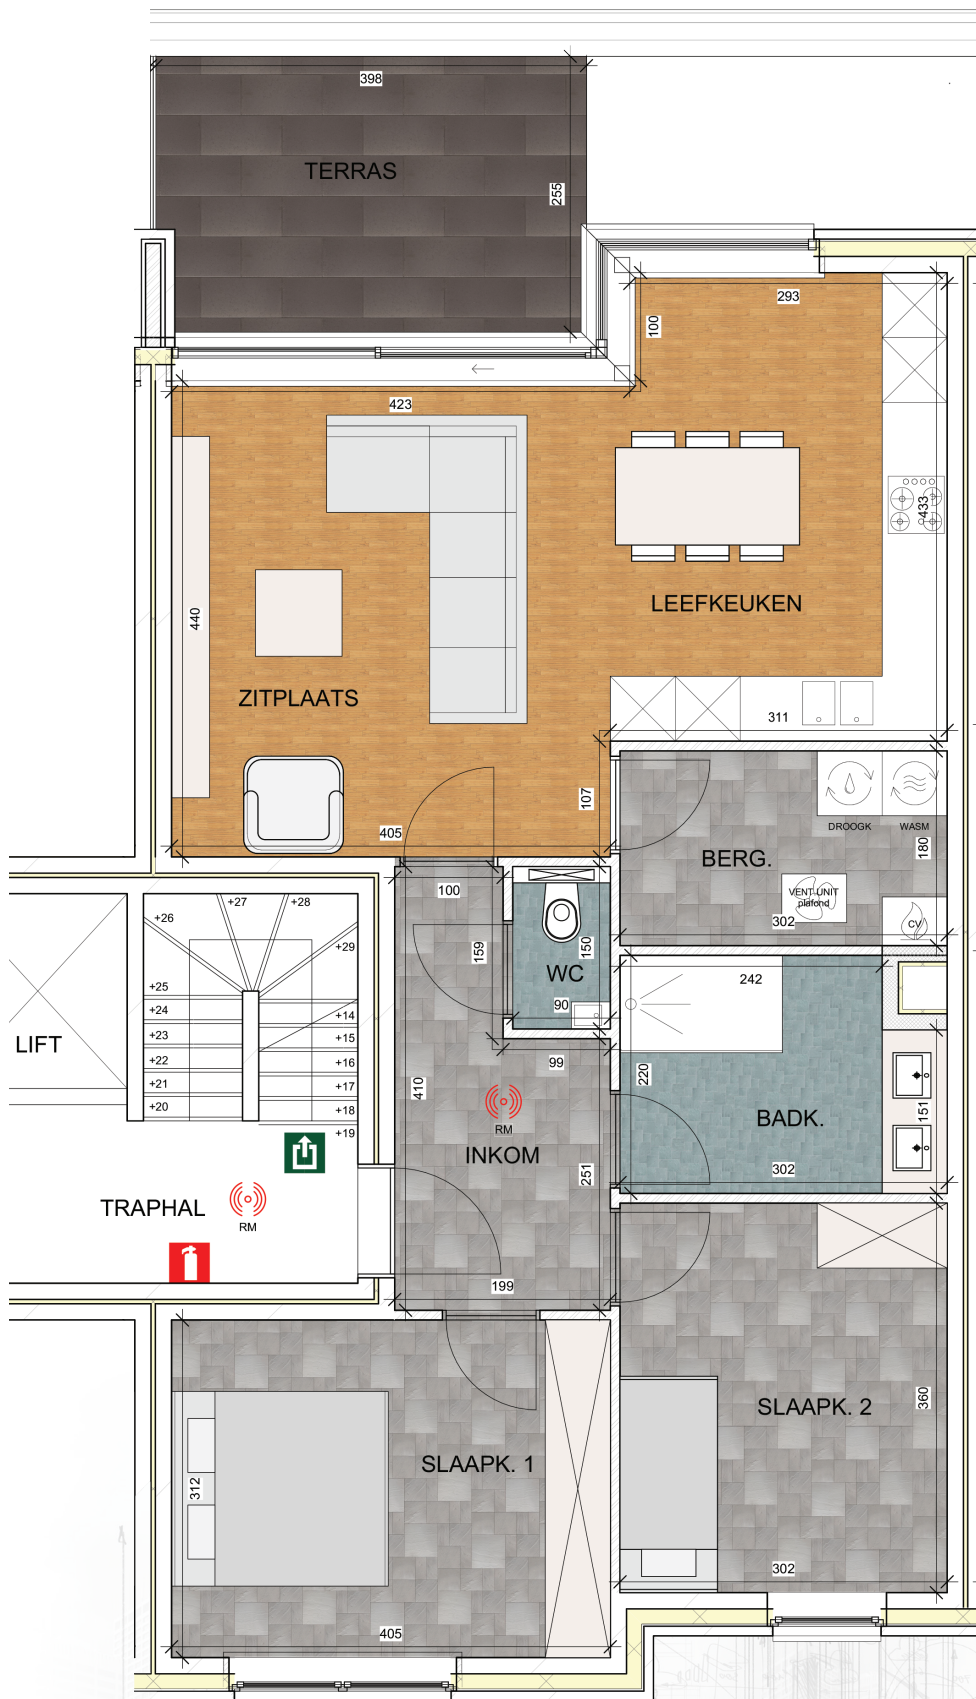 398
TERRAS
255
293
100
423
433
440
LEEFKEUKEN
ZITPLAATS
311
107
405
DROOGK
WASM
BERG.
180
VENT-UNIT
plafond
302
CV
100
159
150
WC
90
242
99
410
220
RM
INKOM
BADK.
151
251
302
+26
+27
+28
+29
+25
+24
+23
+22
+21
+20
+14
+15
+16
+17
+18
+19
LIFT
TRAPHAL
RM
199
SLAAPK. 2
360
SLAAPK. 1
312
302
405